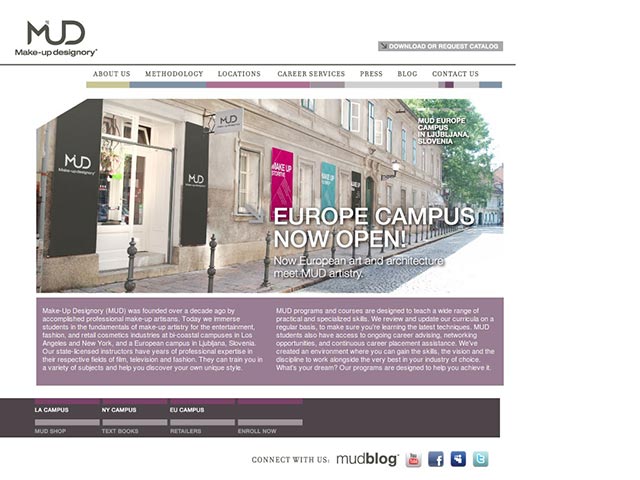 MUD
Make-up designory
DOWNLOAD OR REQUEST CATALOG
ABOUT US METHODOLOGY LOCATIONS CAREER SERVICES PRESS BLOG CONTACT US
MUD EUROPE
CAMPUS
IN LJUBLJANA,
SLOVENIA
MUD
MUD
Make-up designory
MUD
MAKE UP
EUROPE CAMPUS
NOW OPEN!
Now European art and architecture
meet MUD artistry.
Make-Up Designory (MUD) was founded over a decade ago by
accomplished professional make-up artisans. Today we immerse
students in the fundamentals of make-up artistry for the entertainment,
fashion, and retail cosmetics industries at bi-coastal campuses in Los
Angeles and New York, and a European campus in Ljubljana, Slovenia.
Our state-licensed instructors have years of professional expertise in
their respective fields of film, television and fashion. They can train you in
a variety of subjects and help you discover your own unique style.
MUD programs and courses are designed to teach a wide range of
practical and specialized skills. We review and update our curricula on a
regular basis, to make sure you're learning the latest techniques. MUD
students also have access to ongoing career advising, networking
opportunities, and continuous career placement assistance. We've
created an environment where you can gain the skills, the vision and the
discipline to work alongside the very best in your industry of choice.
What's your dream? Our programs are designed to help you achieve it.
LA CAMPUS NY CAMPUS EU CAMPUS
MUD SHOP TEXT BOOKS RETAILERS ENROLL NOW
CONNECT WITH US: mudblog You Tube f t